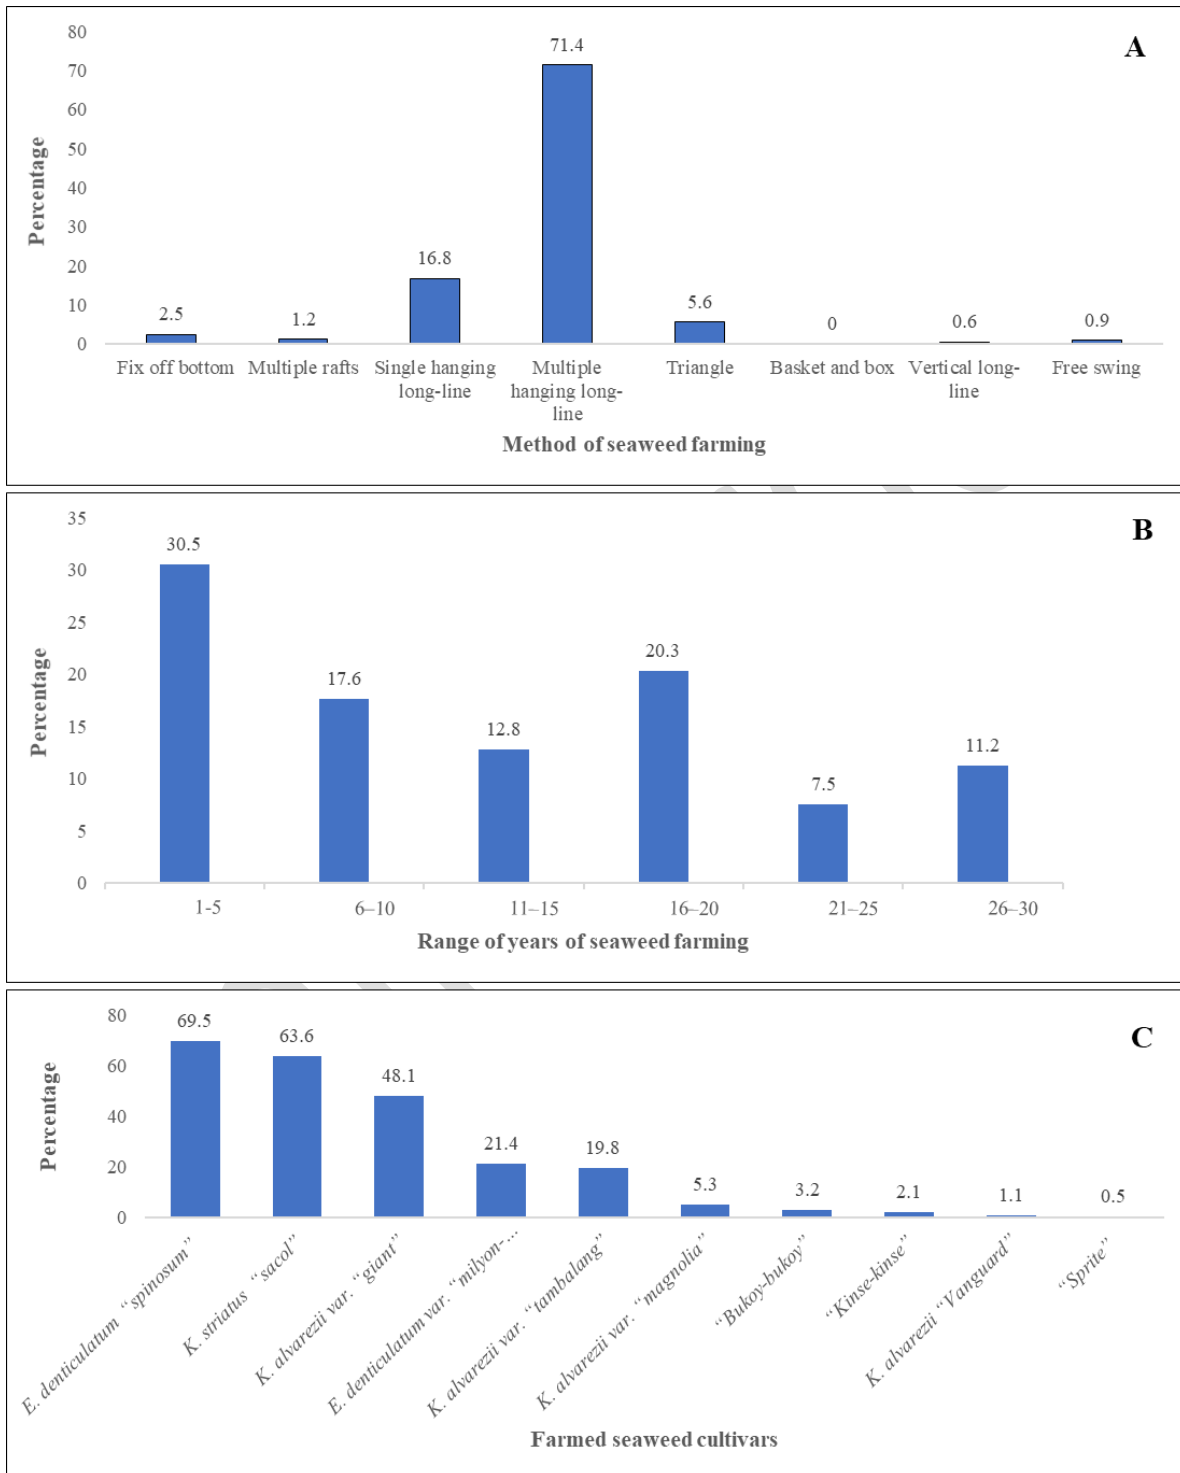 A
80
70
60
50
40
30
20
10
0
Percentage
2.5
1.2
16.8
71.4
5.6
0
0.6
0.9
Fix off bottom
Multiple rafts
Single hanging
long-line
Multiple
hanging long-
line
Triangle
Basket and box
Vertical long-
line
Free swing
Method of seaweed farming
B
35
30
25
20
15
10
5
0
Percentage
30.5
17.6
12.8
20.3
7.5
11.2
1-5
6–10
11–15
16–20
21–25
26–30
Range of years of seaweed farming
C
80
60
40
20
0
Percentage
69.5
63.6
48.1
21.4
19.8
5.3
3.2
2.1
1.1
0.5
E. denticulatum “spinosum”
K. striatus “sacol”
K. alvarezii var. “giant”
E. denticulatum var. “milyon-…
K. alvarezii var. “tambalang”
K. alvarezii var. “magnolia”
“Bukoy-bukoy”
“Kinse-kinse”
K. alvarezii “Vanguard”
“Sprite”
Farmed seaweed cultivars